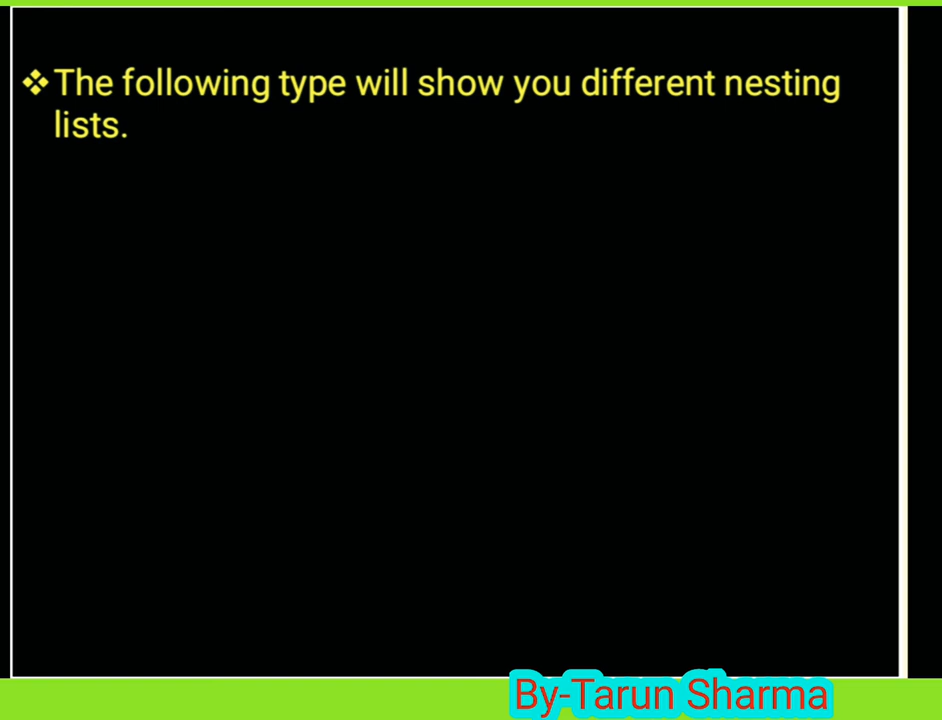 ❖The following type will show you different nesting
lists.
By-Tarun Sharma